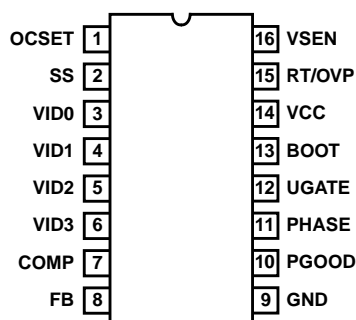 OCSET 1 16 VSEN
SS 2 15 RT/OVP
VID0 3 14 VCC
VID1 4 13 BOOT
VID2 5 12 UGATE
VID3 6 11 PHASE
COMP 7 10 PGOOD
FB 8 9 GND